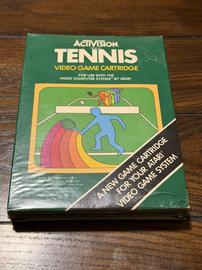 ACTIVISION
TENNIS
VIDEO GAME CARTRIDGE
FOR USE WITH THE
VIDEO COMPUTER SYSTEM BY ATARI
A NEW GAME CARTRIDGE
FOR YOUR ATARI
VIDEO GAME SYSTEM